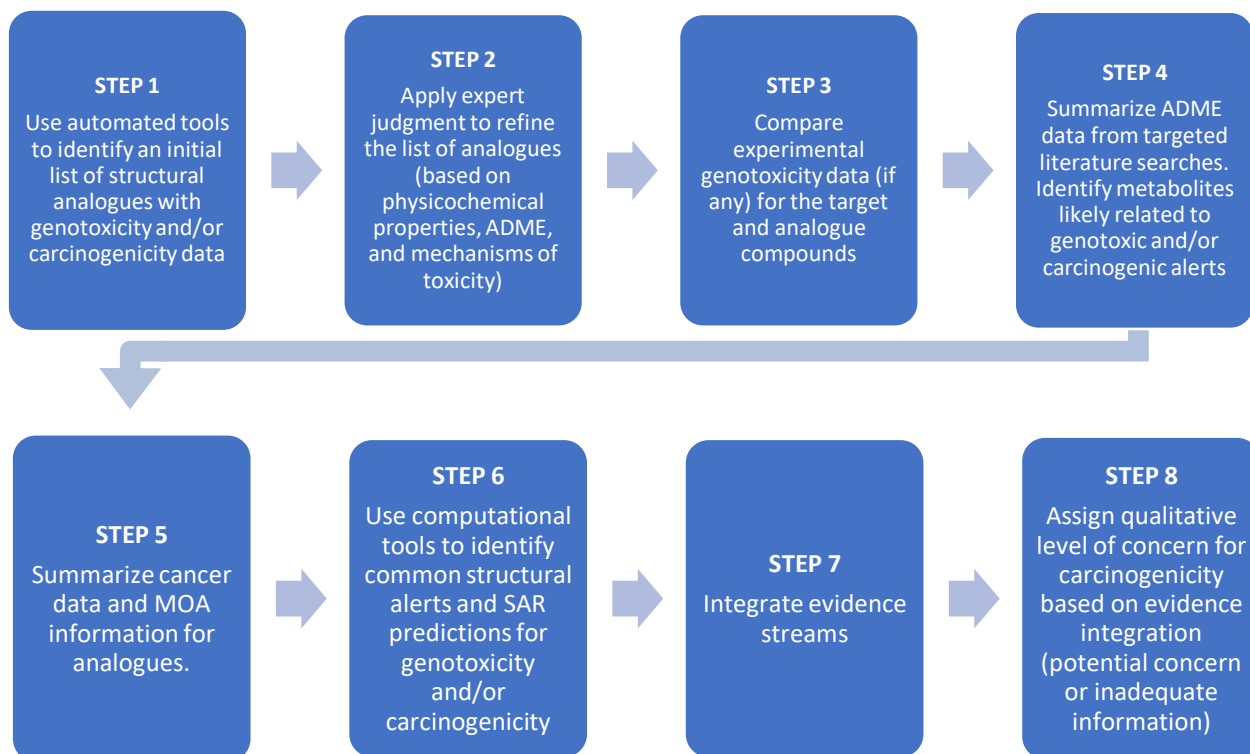 STEP 1
Use automated tools
to identify an initial
list of structural
analogues with
genotoxicity and/or
carcinogenicity data
STEP 2
Apply expert
judgment to refine
the list of analogues
(based on
physicochemical
properties, ADME,
and mechanisms of
toxicity)
STEP 3
Compare
experimental
genotoxicity data (if
any) for the target
and analogue
compounds
STEP 4
Summarize ADME
data from targeted
literature searches.
Identify metabolites
likely related to
genotoxic and/or
carcinogenic alerts
STEP 5
Summarize cancer
data and MOA
information for
analogues.
STEP 6
Use computational
tools to identify
common structural
alerts and SAR
predictions for
genotoxicity
and/or
carcinogenicity
STEP 7
Integrate evidence
streams
STEP 8
Assign qualitative
level of concern for
carcinogenicity
based on evidence
integration
(potential concern
or inadequate
information)